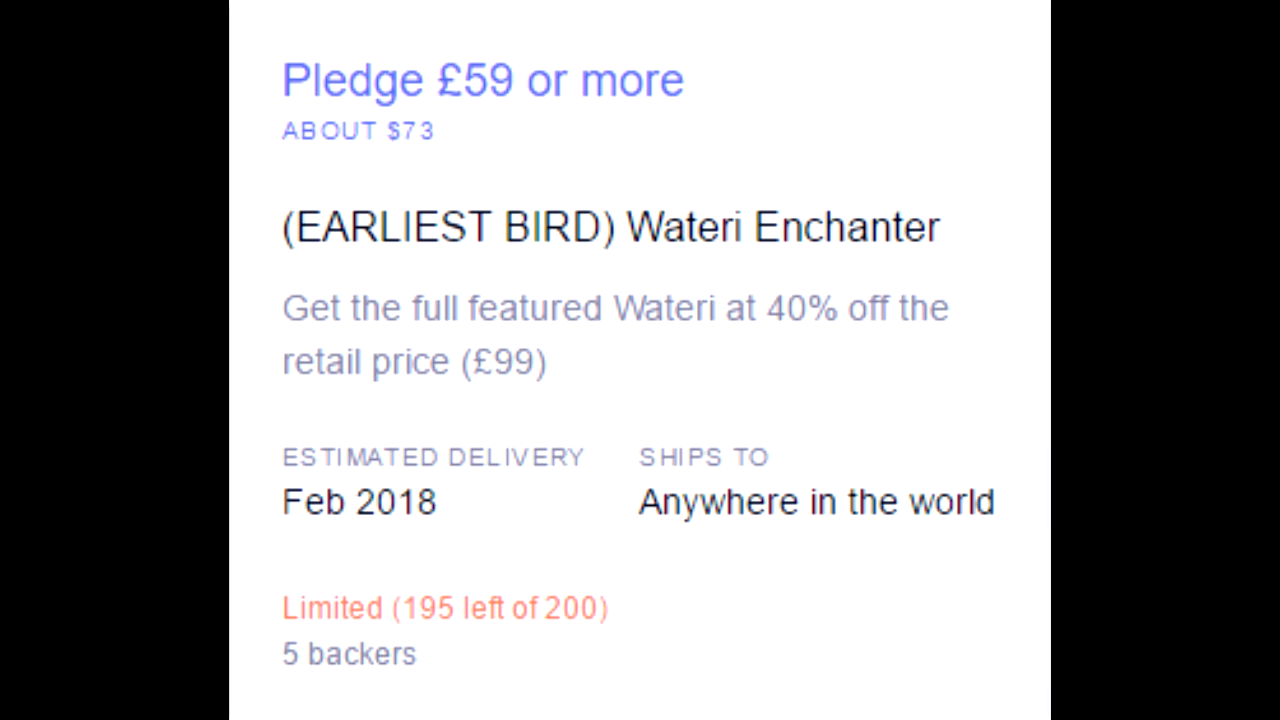 Pledge £59 or more
ABOUT $73
(EARLIEST BIRD) Wateri Enchanter
Get the full featured Wateri at 40% off the
retail price (£99)
ESTIMATED DELIVERY SHIPS TO
Feb 2018 Anywhere in the world
Limited (195 left of 200)
5 backers